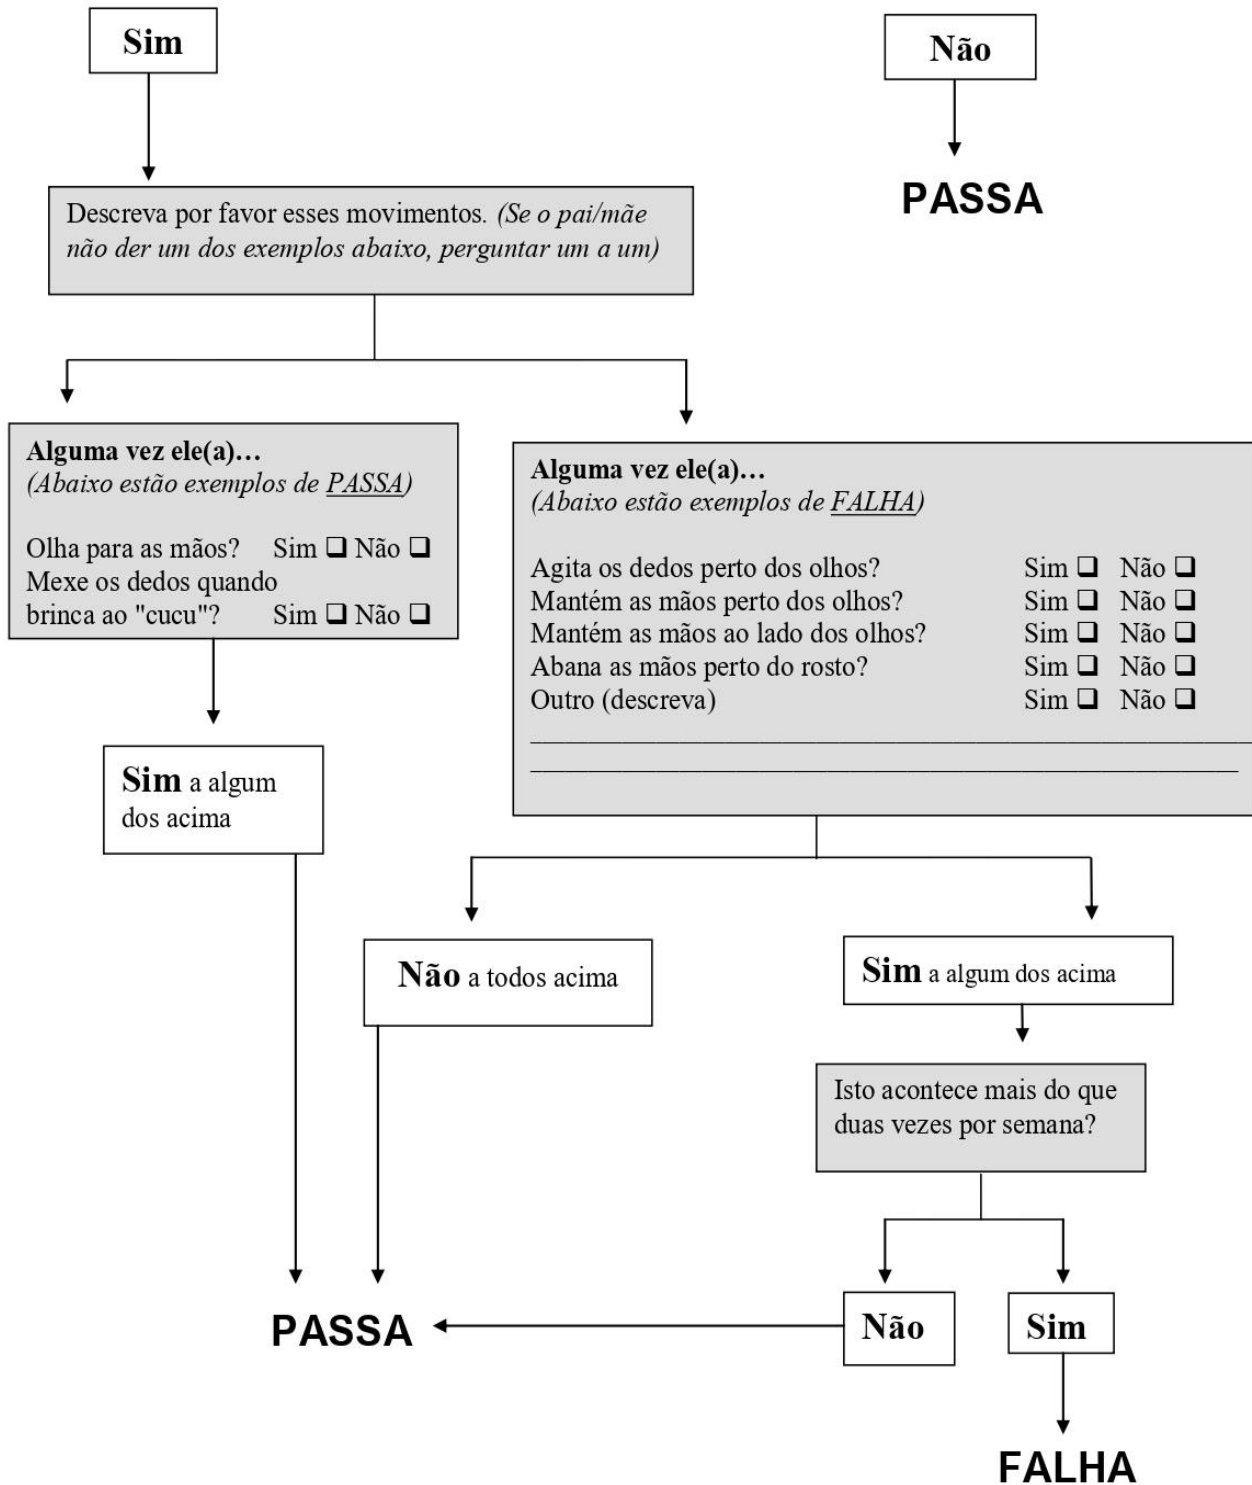 Sim
Não
PASSA
Descreva por favor esses movimentos. (Se o pai/mãe
não der um dos exemplos abaixo, perguntar um a um)
Alguma vez ele(a)…
(Abaixo estão exemplos de PASSA)
Olha para as mãos? Sim ❑ Não ❑
Mexe os dedos quando
brinca ao "cucu"? Sim ❑ Não ❑
Alguma vez ele(a)…
(Abaixo estão exemplos de FALHA)
Agita os dedos perto dos olhos? Sim ❑ Não ❑
Mantém as mãos perto dos olhos? Sim ❑ Não ❑
Mantém as mãos ao lado dos olhos? Sim ❑ Não ❑
Abana as mãos perto do rosto? Sim ❑ Não ❑
Outro (descreva) Sim ❑ Não ❑
Sim a algum
dos acima
Não a todos acima
Sim a algum dos acima
Isto acontece mais do que
duas vezes por semana?
Não
Sim
PASSA
FALHA